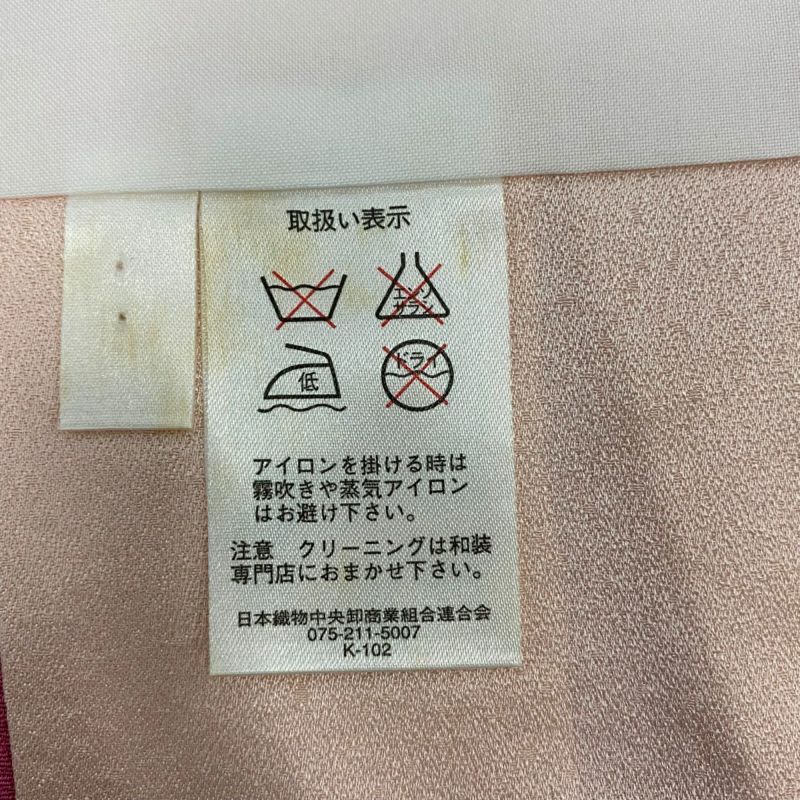 取扱い表示
エンソ
サラシ
低
ドライ
アイロンを掛ける時は
霧吹きや蒸気アイロン
はお避け下さい。
注意　クリーニングは和装
専門店におまかせ下さい。
日本織物中央卸商業組合連合会
075-211-5007
K-102